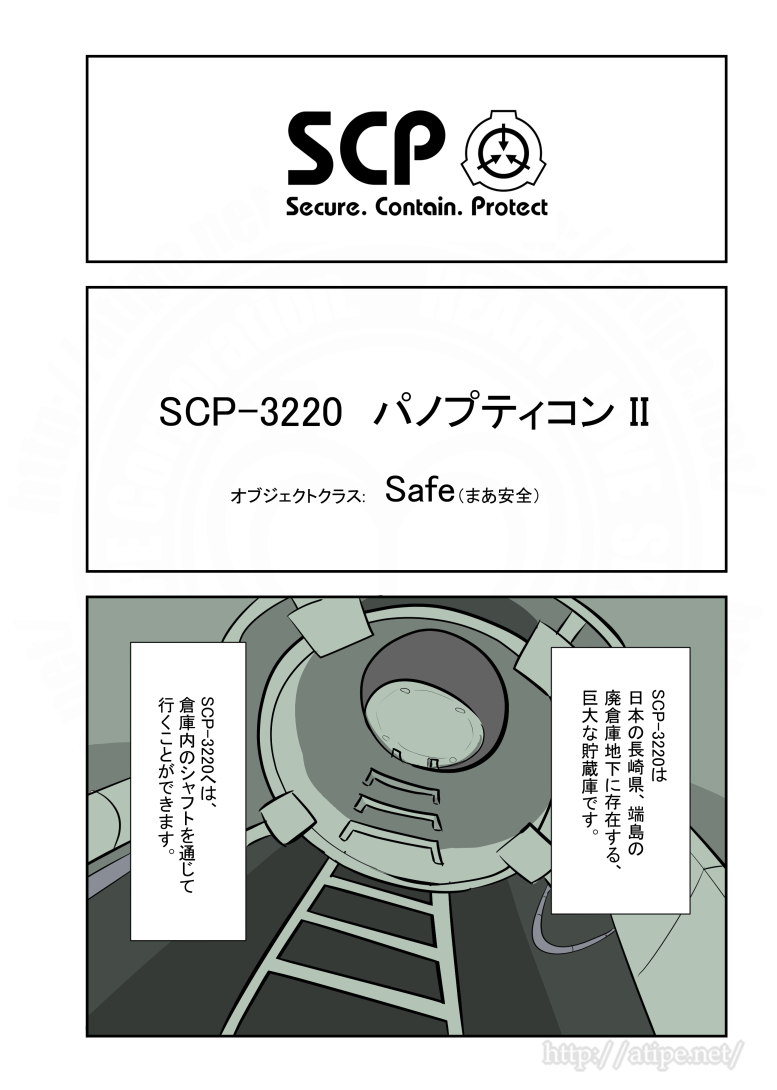 SCP
Secure. Contain. Protect
SCP-3220 パノプティコン II
オブジェクトクラス: Safe(まあ安全)
SCP-3220は
日本の長崎県、端島の
廃倉庫地下に存在する、
巨大な貯蔵庫です。
SCP-3220へは、
倉庫内のシャフトを通じて
行くことができます。
http://atipe.net/